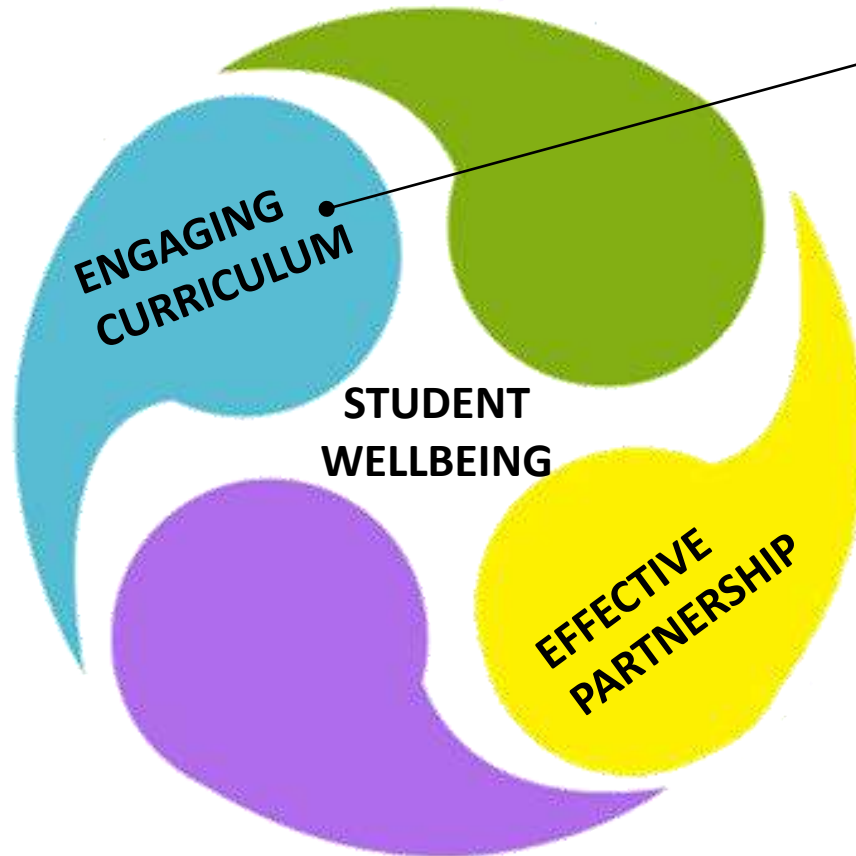 ENGAGING
CURRICULUM
STUDENT
WELLBEING
EFFECTIVE
PARTNERSHIP